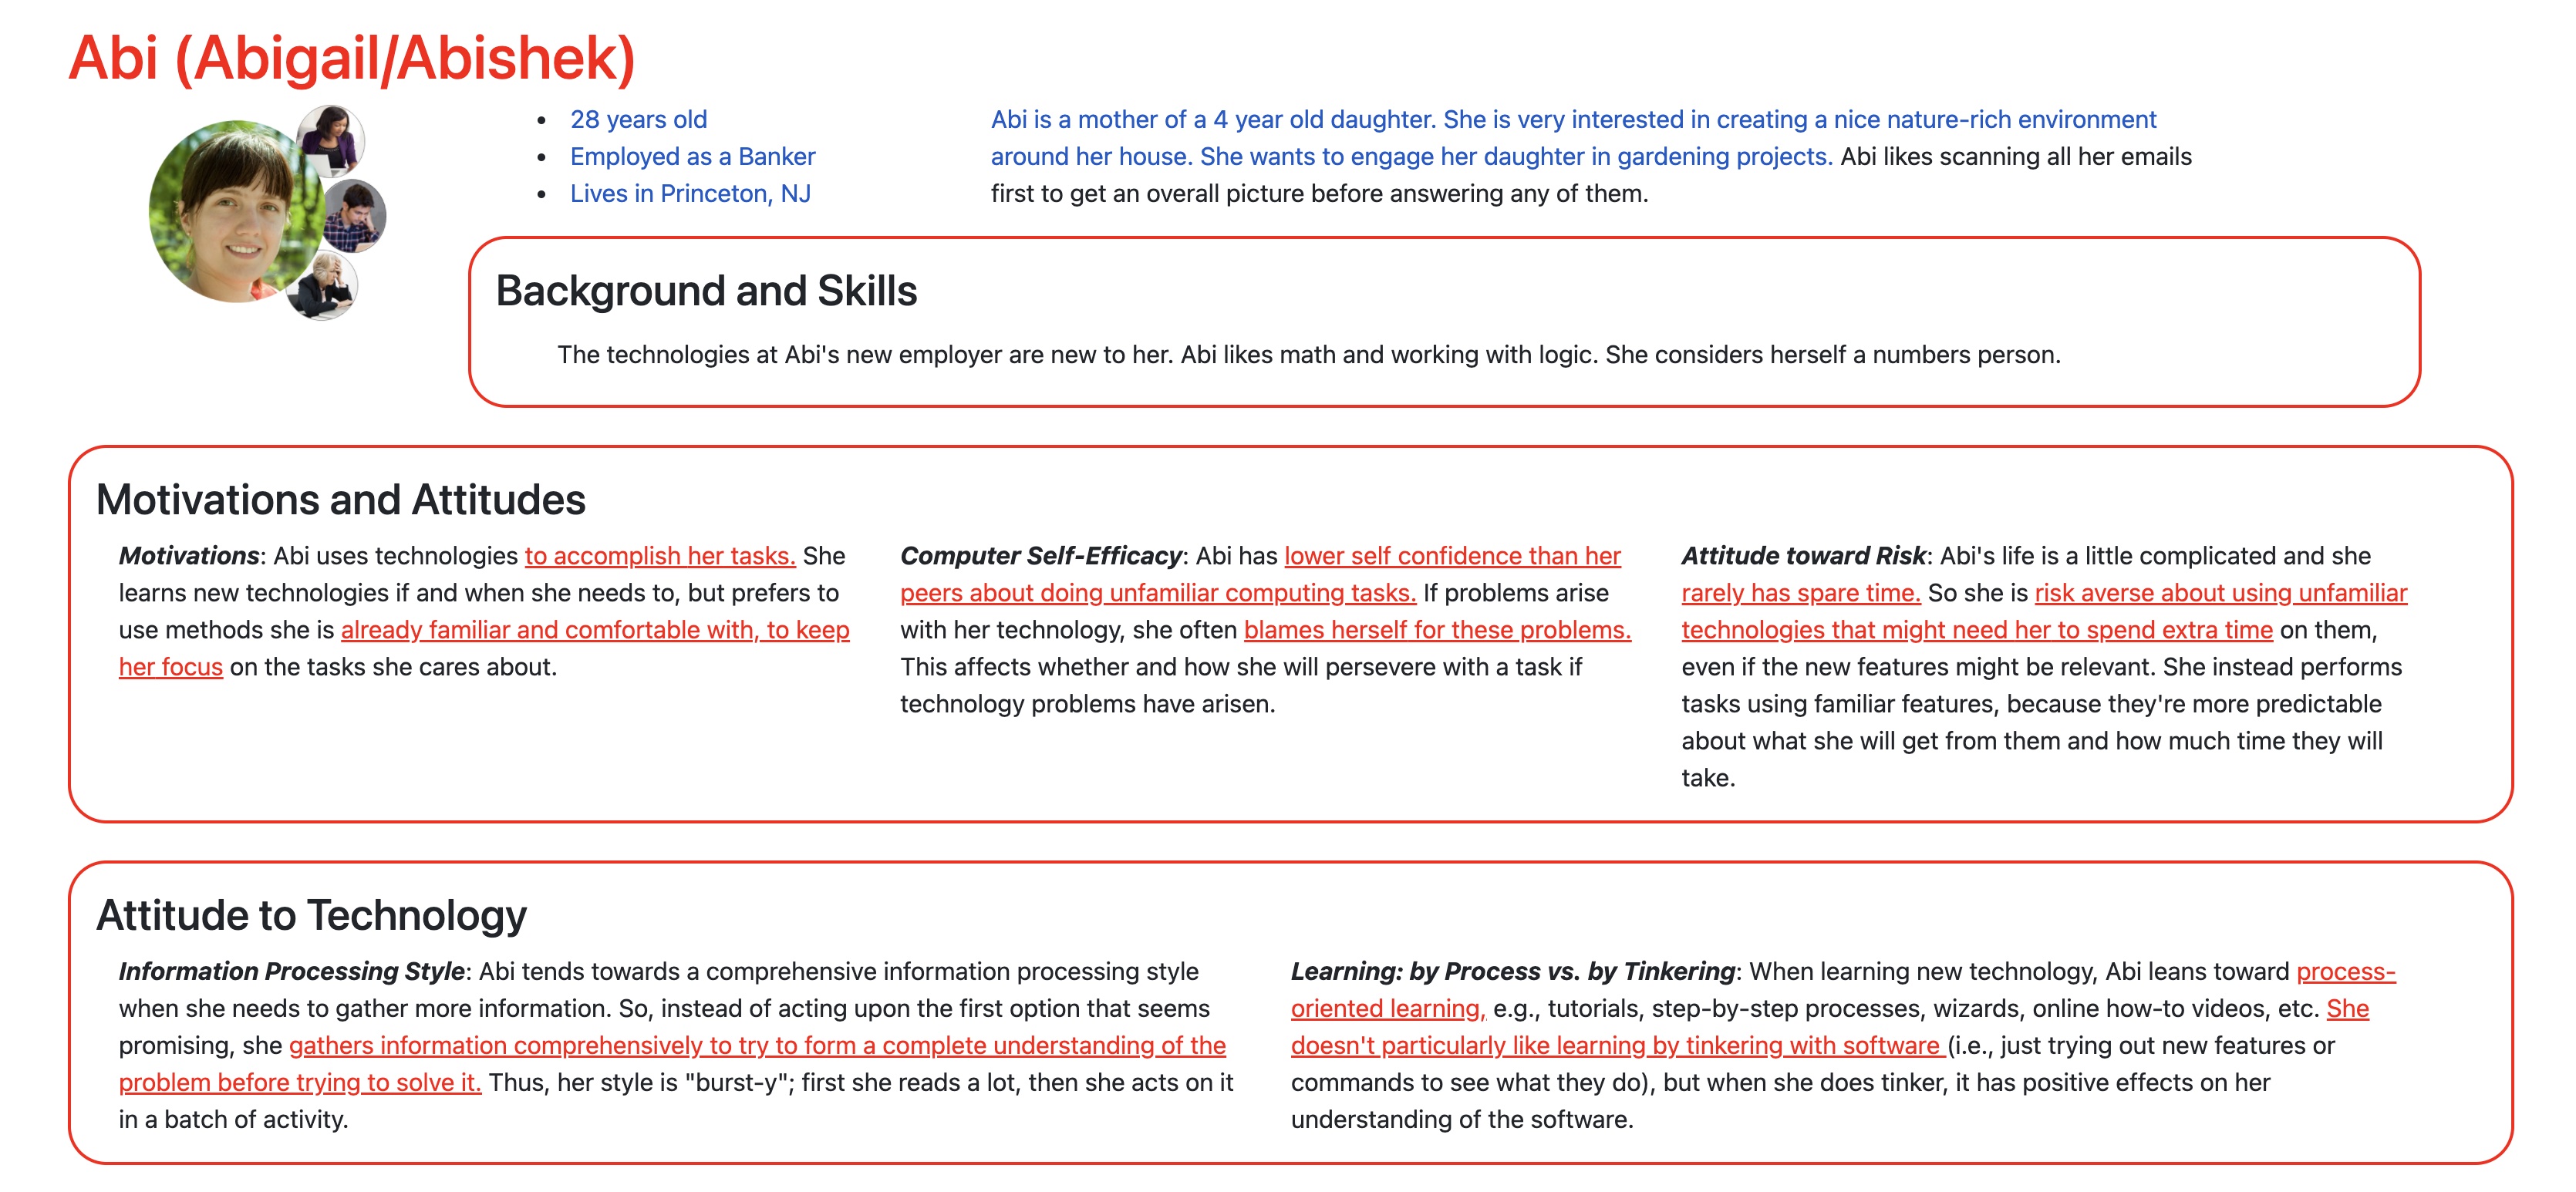 Abi (Abigail/Abishek)
• 28 years old
• Employed as a Banker
• Lives in Princeton, NJ
Abi is a mother of a 4 year old daughter. She is very interested in creating a nice nature-rich environment
around her house. She wants to engage her daughter in gardening projects. Abi likes scanning all her emails
first to get an overall picture before answering any of them.
Background and Skills
The technologies at Abi's new employer are new to her. Abi likes math and working with logic. She considers herself a numbers person.
Motivations and Attitudes
Motivations: Abi uses technologies to accomplish her tasks. She
learns new technologies if and when she needs to, but prefers to
use methods she is already familiar and comfortable with, to keep
her focus on the tasks she cares about.
Computer Self-Efficacy: Abi has lower self confidence than her
peers about doing unfamiliar computing tasks. If problems arise
with her technology, she often blames herself for these problems.
This affects whether and how she will persevere with a task if
technology problems have arisen.
Attitude toward Risk: Abi's life is a little complicated and she
rarely has spare time. So she is risk averse about using unfamiliar
technologies that might need her to spend extra time on them,
even if the new features might be relevant. She instead performs
tasks using familiar features, because they're more predictable
about what she will get from them and how much time they will
take.
Attitude to Technology
Information Processing Style: Abi tends towards a comprehensive information processing style
when she needs to gather more information. So, instead of acting upon the first option that seems
promising, she gathers information comprehensively to try to form a complete understanding of the
problem before trying to solve it. Thus, her style is "burst-y"; first she reads a lot, then she acts on it
in a batch of activity.
Learning: by Process vs. by Tinkering: When learning new technology, Abi leans toward process-
oriented learning, e.g., tutorials, step-by-step processes, wizards, online how-to videos, etc. She
doesn't particularly like learning by tinkering with software (i.e., just trying out new features or
commands to see what they do), but when she does tinker, it has positive effects on her
understanding of the software.